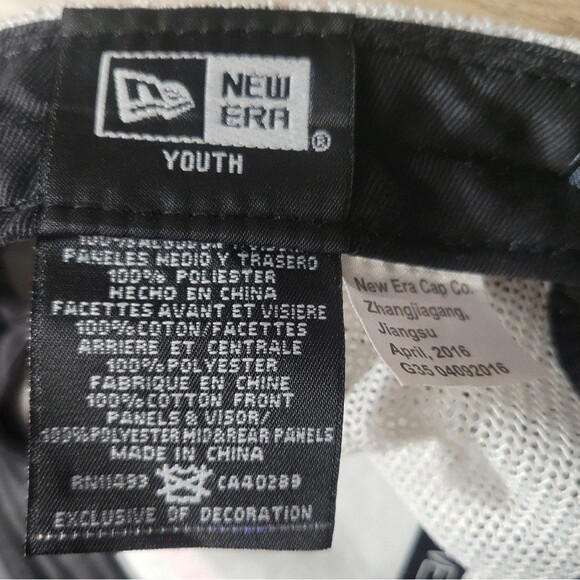 NEW
ERA
®
YOUTH
PANELES MEDIO Y TRASERO
100% POLIESTER
HECHO EN CHINA
FACETTES AVANT ET VISIERE
100% COTON/FACETTES
ARRIERE ET CENTRALE
100% POLYESTER
FABRIQUE EN CHINE
100% COTTON FRONT
PANELS & VISOR/
100% POLYESTER MID&REAR PANELS
MADE IN CHINA
RN11493 CA40289
EXCLUSIVE OF DECORATION
New Era Cap Co.
Zhangjiagang,
Jiangsu
April, 2016
G35 04092016